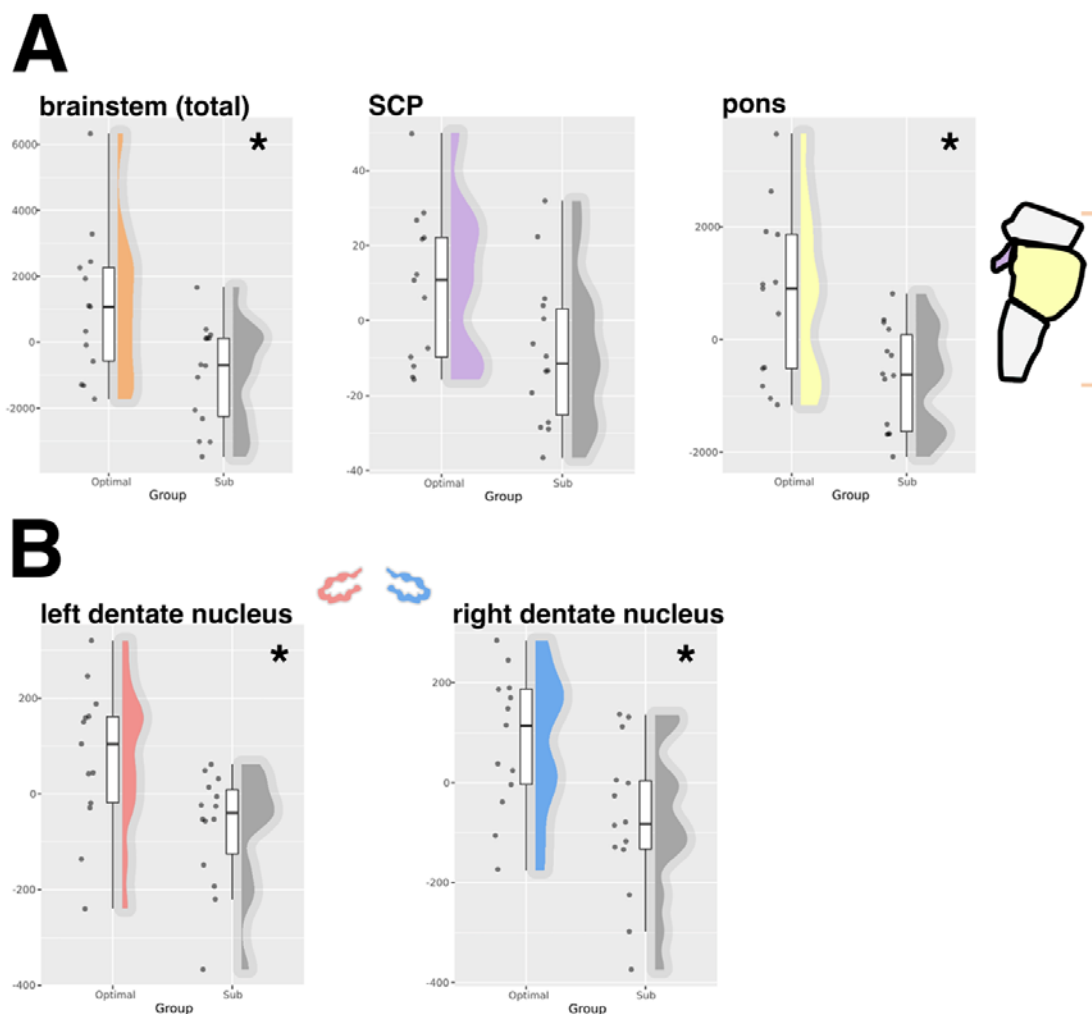 A
brainstem (total) SCP pons
* *
6000
4000
2000
0
-2000
Optimal Sub
Group
40
20
0
-20
-40
Optimal Sub
Group
2000
0
-2000
Optimal Sub
Group
B
left dentate nucleus right dentate nucleus
* *
200
0
-200
-400
Optimal Sub
Group
200
0
-200
-400
Optimal Sub
Group